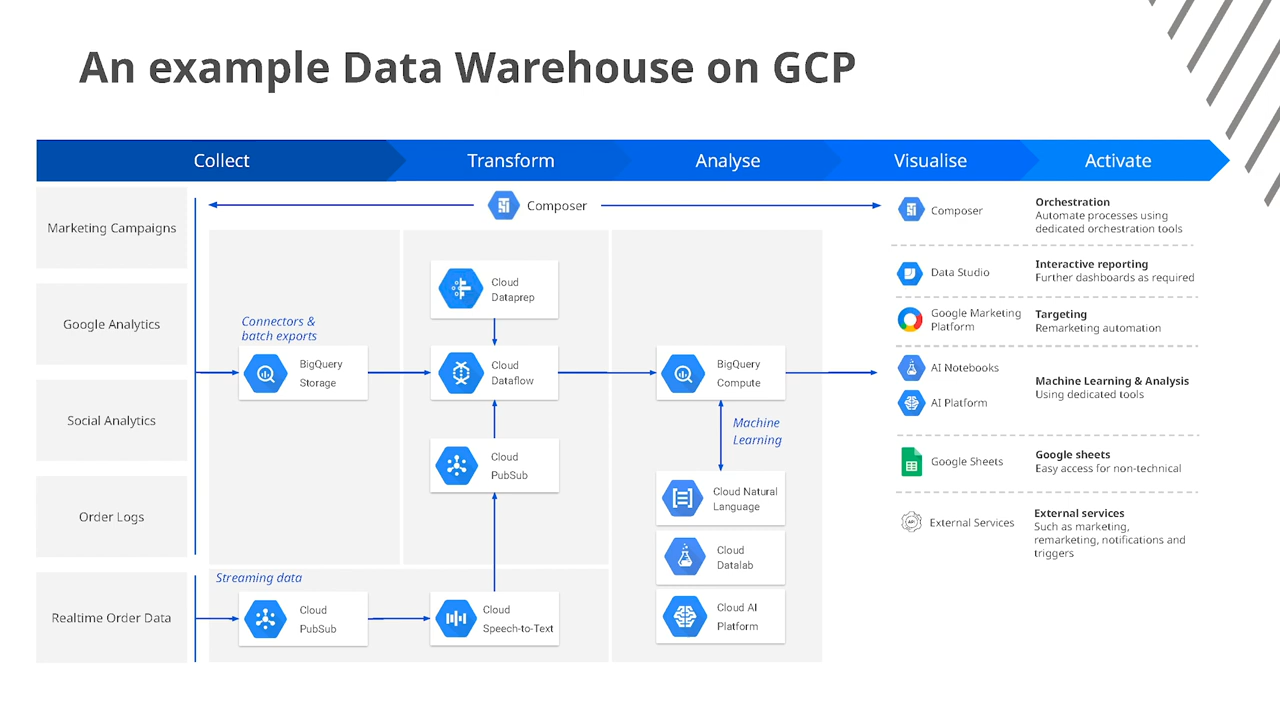 An example Data Warehouse on GCP
Collect
Transform
Analyse
Visualise
Activate
Marketing Campaigns
Google Analytics
Social Analytics
Order Logs
Realtime Order Data
Composer
Connectors &
batch exports
BigQuery
Storage
Cloud
Dataprep
Cloud
Dataflow
Cloud
PubSub
Streaming data
Cloud
PubSub
Cloud
Speech-to-Text
BigQuery
Compute
Machine
Learning
Cloud Natural
Language
Cloud
Datalab
Cloud AI
Platform
Composer
Orchestration
Automate processes using
dedicated orchestration tools
Data Studio
Interactive reporting
Further dashboards as required
Google Marketing
Platform
Targeting
Remarketing automation
AI Notebooks
AI Platform
Machine Learning & Analysis
Using dedicated tools
Google Sheets
Google sheets
Easy access for non-technical
API
External Services
External services
Such as marketing,
remarketing, notifications and
triggers